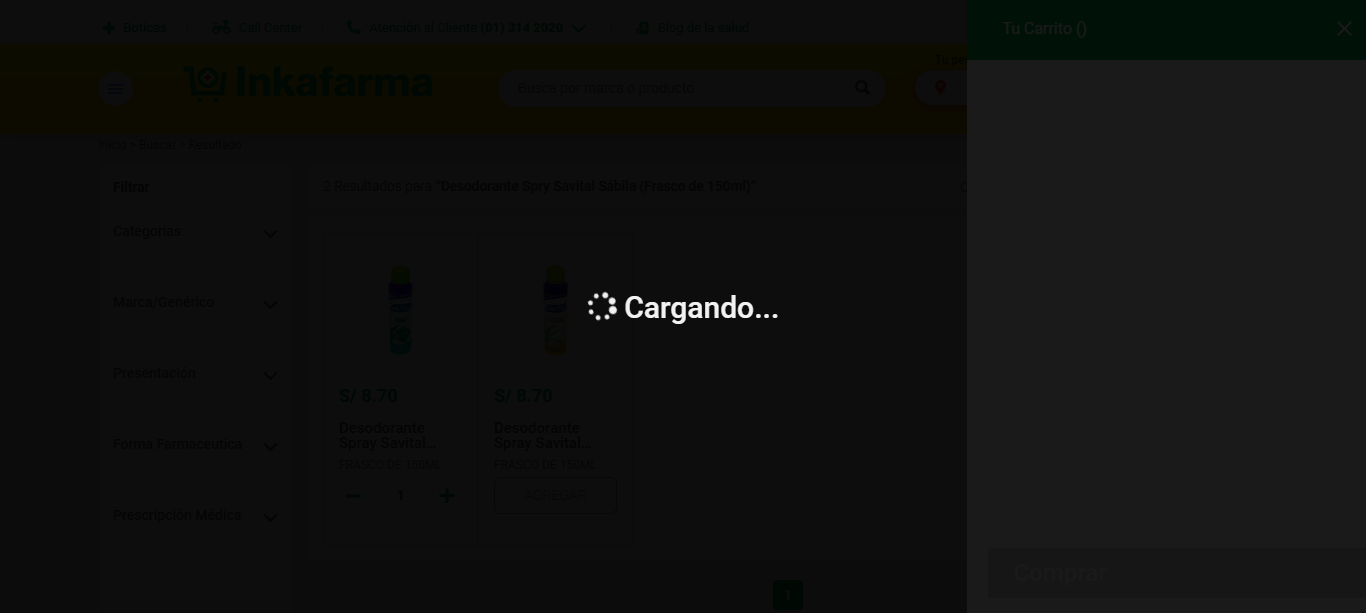 Boticas
Call Center
Atención al Cliente (01) 314 2020
Blog de la salud
Tu Carrito ()
Inkafarma
Busca por marca o producto
Inicio > Buscar > Resultado
Filtrar
2 Resultados para "Desodorante Spry Savital Sábila (Frasco de 150ml)"
Categorías
Marca/Genérico
Presentación
Forma Farmaceutica
Prescripción Médica
Cargando...
S/ 8.70
Desodorante
Spray Savital...
FRASCO DE 150ML
1
S/ 8.70
Desodorante
Spray Savital...
FRASCO DE 150ML
AGREGAR
Comprar
1